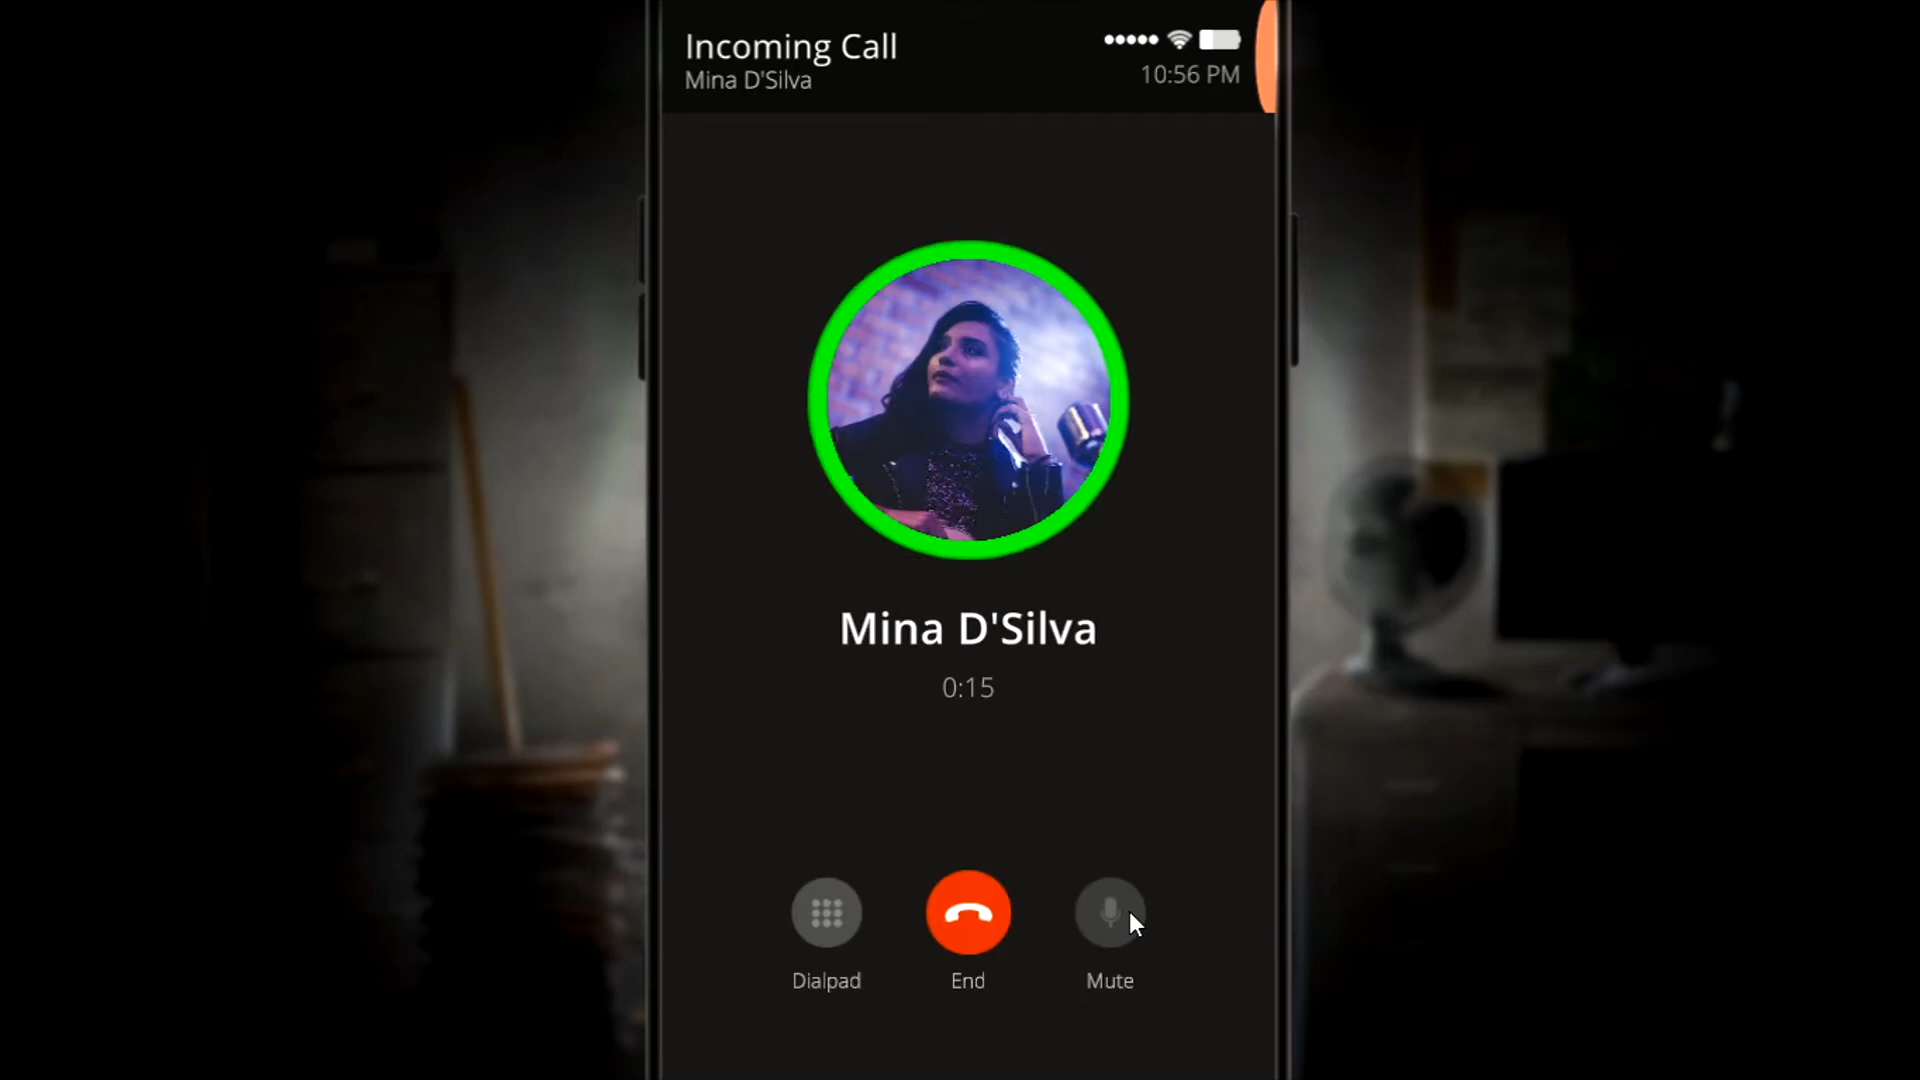 Incoming Call
Mina D'Silva
10:56 PM
Mina D'Silva
0:15
Dialpad
End
Mute